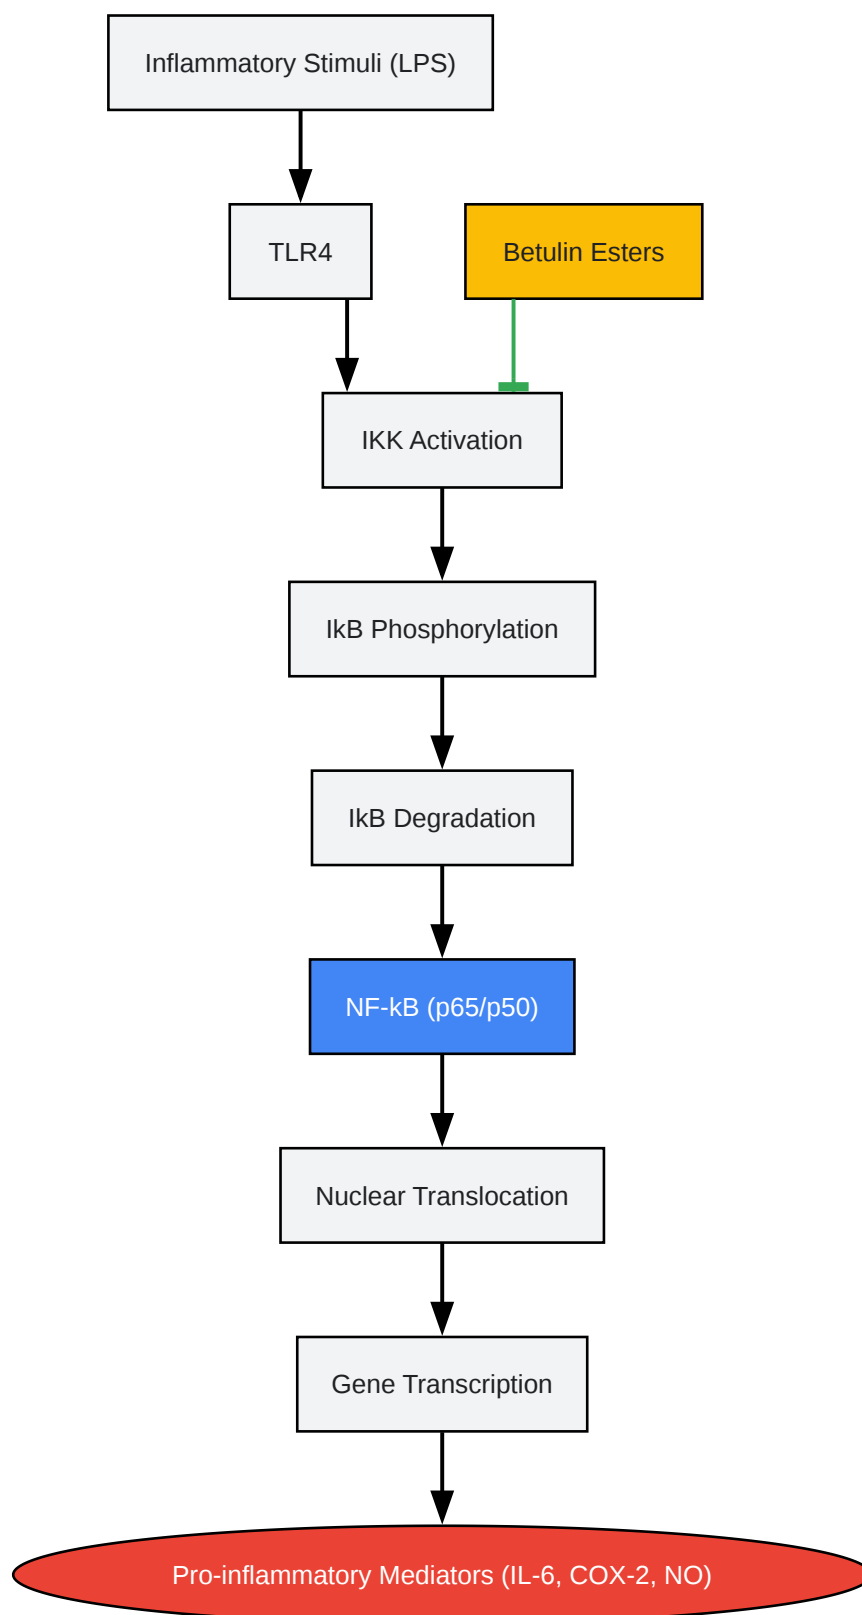 Inflammatory Stimuli (LPS)
TLR4
Betulin Esters
IKK Activation
IkB Phosphorylation
IkB Degradation
NF-kB (p65/p50)
Nuclear Translocation
Gene Transcription
Pro-inflammatory Mediators (IL-6, COX-2, NO)